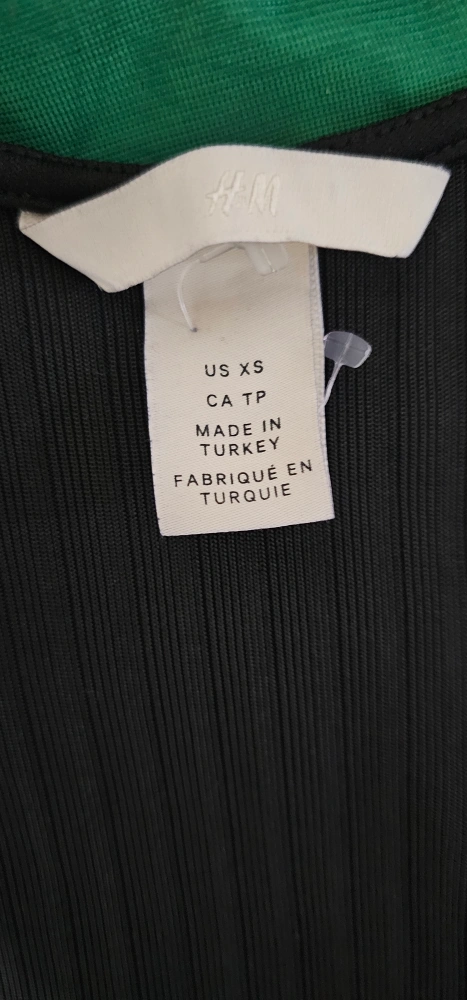 H&M
US XS
CA TP
MADE IN
TURKEY
FABRIQUÉ EN
TURQUIE